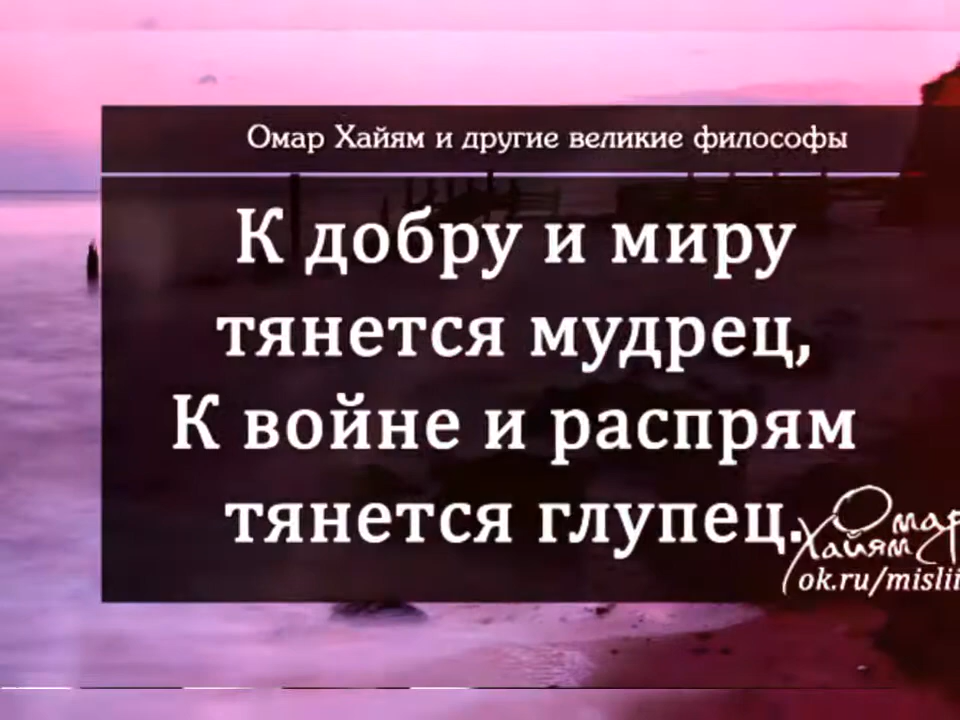 Омар Хайям и другие великие философы
К добру и миру
тянется мудрец,
К войне и распрям
тянется глупец.
Омар
Хайям
ok.ru/mislii